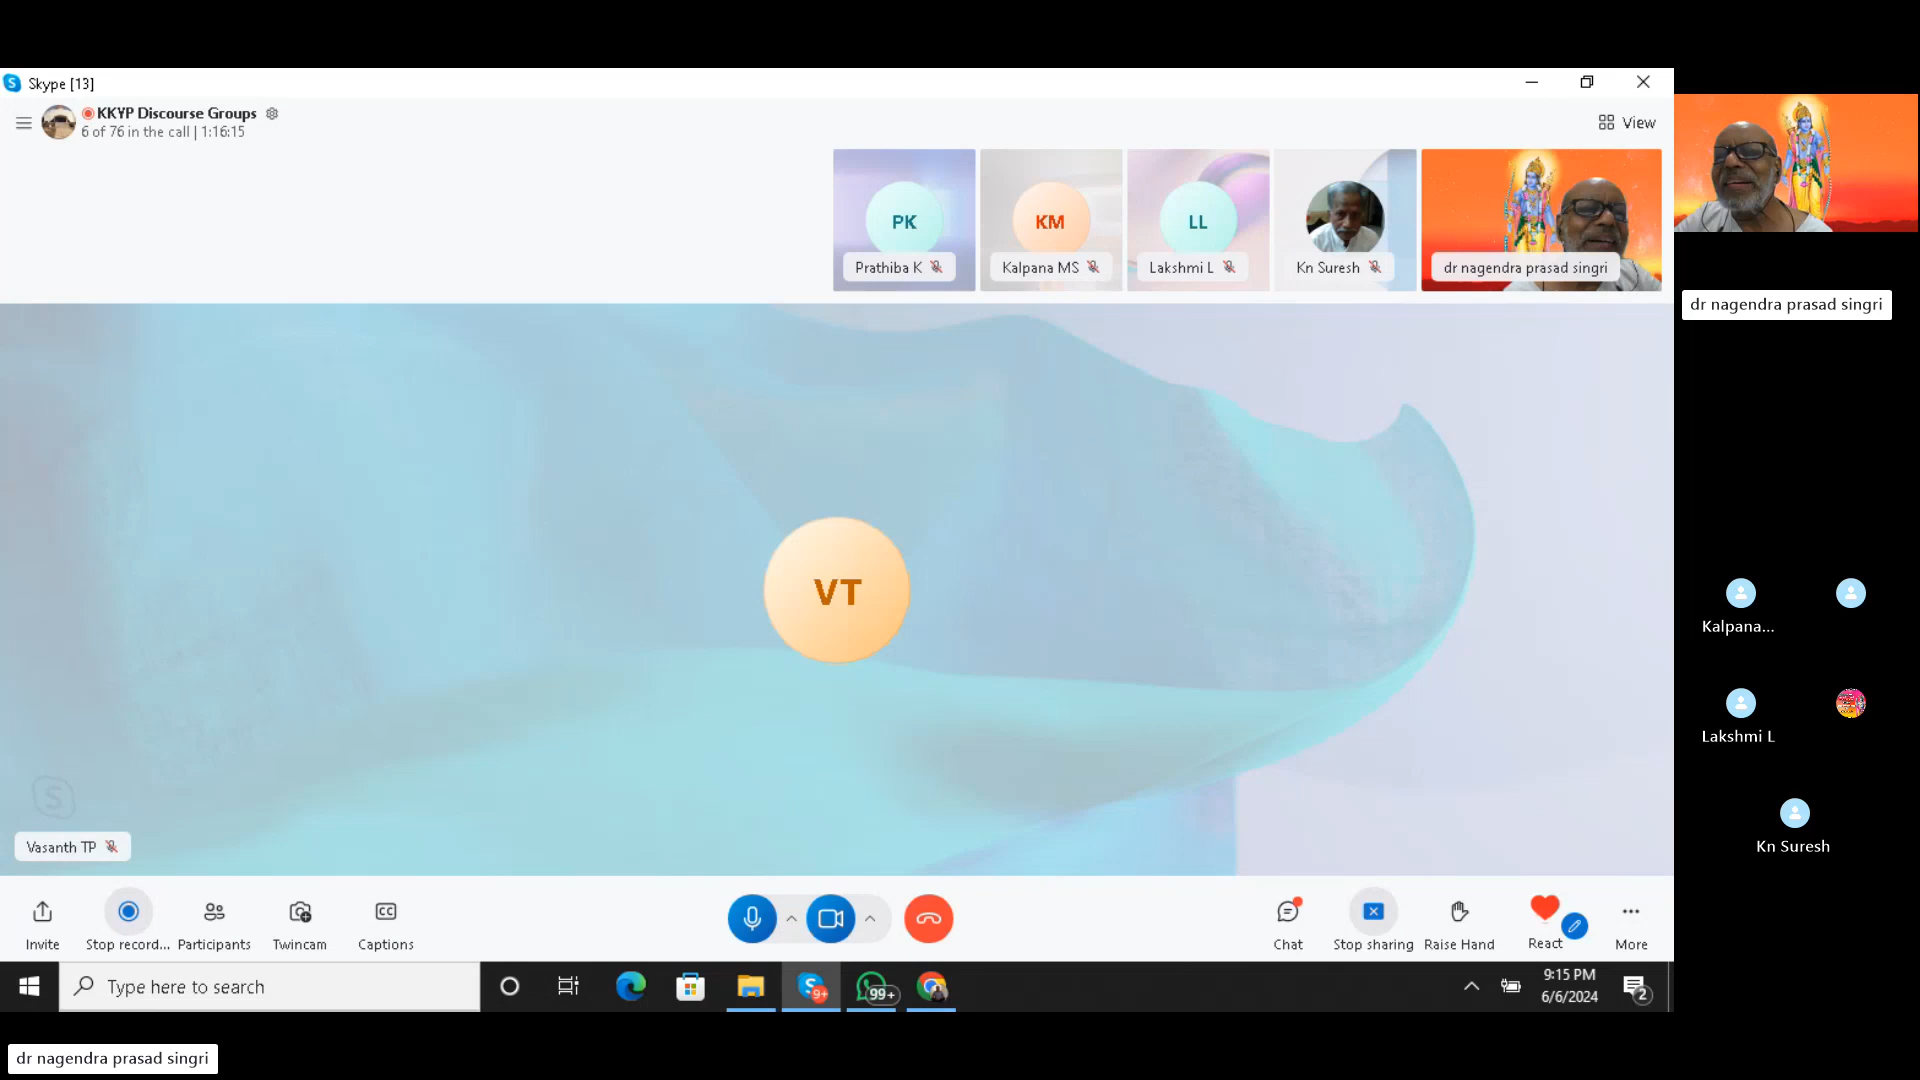 Skype [13]
KKYP Discourse Groups
6 of 76 in the call | 1:16:15
View
PK
KM
LL
Prathiba K
Kalpana MS
Lakshmi L
Kn Suresh
dr nagendra prasad singri
dr nagendra prasad singri
VT
Kalpana...
Lakshmi L
Kn Suresh
Vasanth TP
CC
Invite
Stop record...
Participants
Twincam
Captions
Chat
Stop sharing
Raise Hand
React
More
Type here to search
9+
99+
9:15 PM
6/6/2024
2
dr nagendra prasad singri